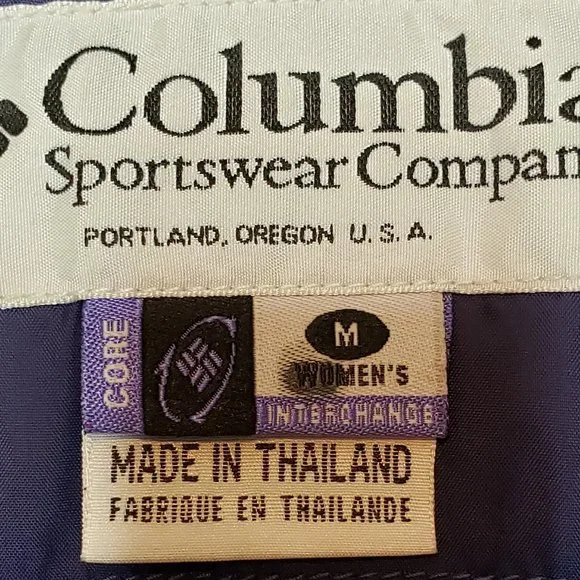 Columbia
Sportswear Compan
PORTLAND, OREGON U.S.A.
CORE
M
WOMEN'S
INTERCHANGE
MADE IN THAILAND
FABRIQUE EN THAILANDE